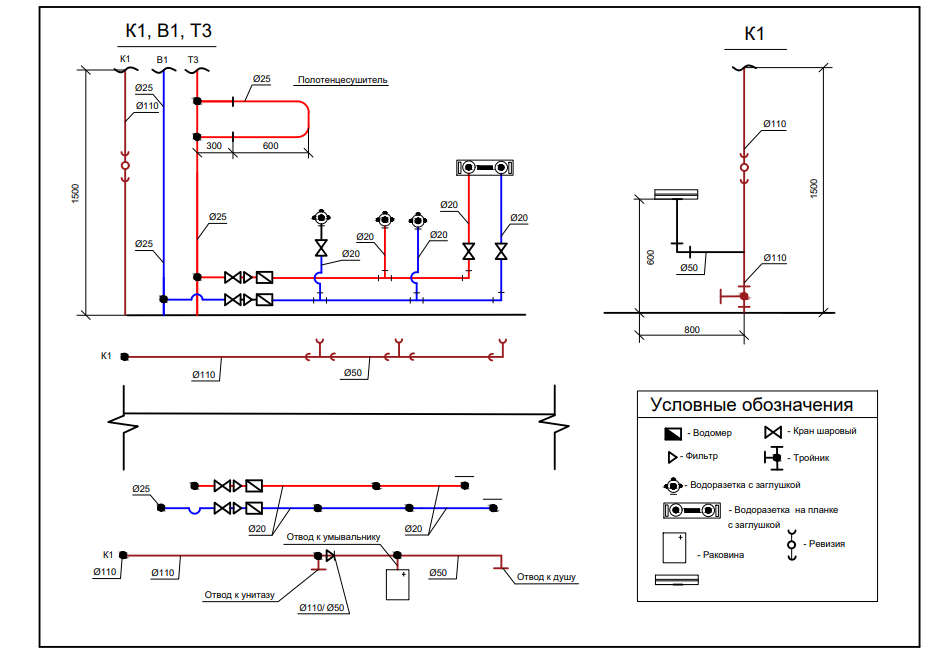 К1, В1, Т3
К1
К1
В1
Т3
Ø25
Ø110
Ø25
Полотенцесушитель
300
600
1500
Ø25
Ø25
Ø20
Ø20
Ø20
Ø20
Ø20
Ø110
1500
600
Ø50
Ø110
800
К1
Ø110
Ø50
Ø25
Ø20
Ø20
Отвод к умывальнику
К1
Ø110
Ø110
Ø50
Отвод к душу
Отвод к унитазу
Ø110/ Ø50
Условные обозначения
- Водомер
- Кран шаровый
- Фильтр
- Тройник
- Водоразетка с заглушкой
- Водоразетка на планке
с заглушкой
- Раковина
- Ревизия